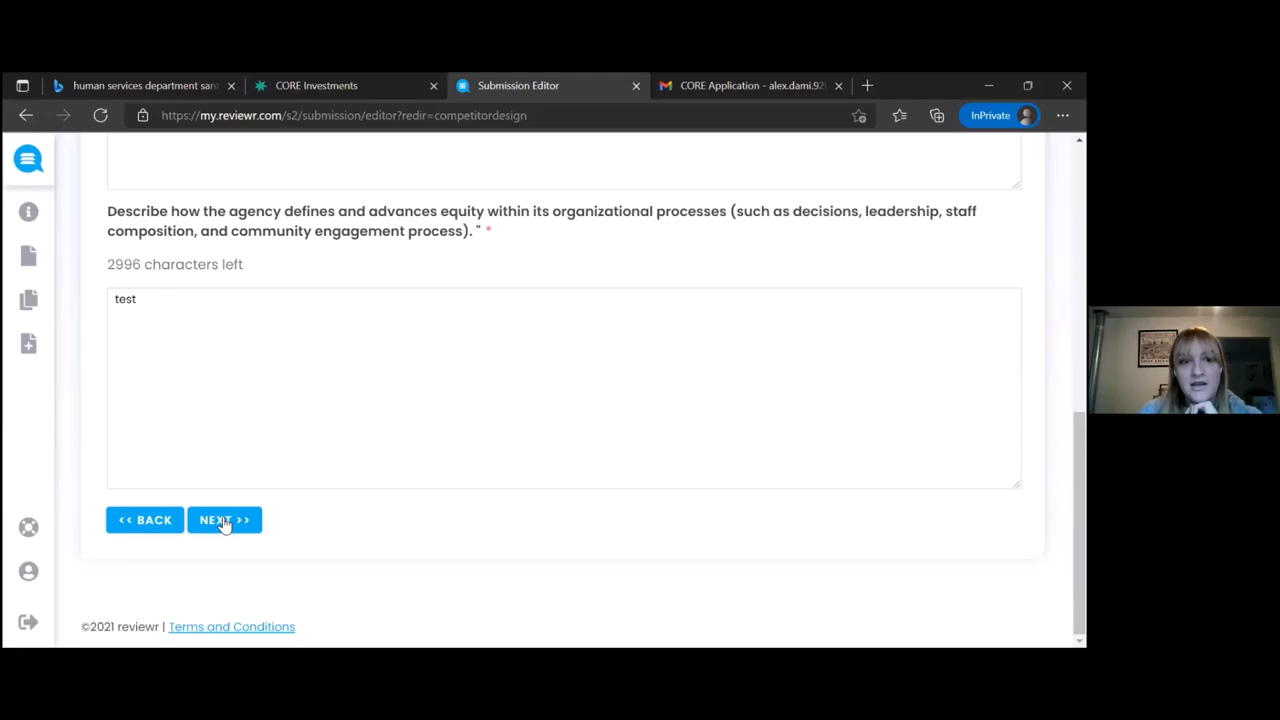 human services department sant
CORE Investments
Submission Editor
CORE Application - alex.dami.92
https://my.reviewr.com/s2/submission/editor?redir=competitordesign
InPrivate
Describe how the agency defines and advances equity within its organizational processes (such as decisions, leadership, staff
composition, and community engagement process). " *
2996 characters left
test
<< BACK
NEXT >>
©2021 reviewr | Terms and Conditions